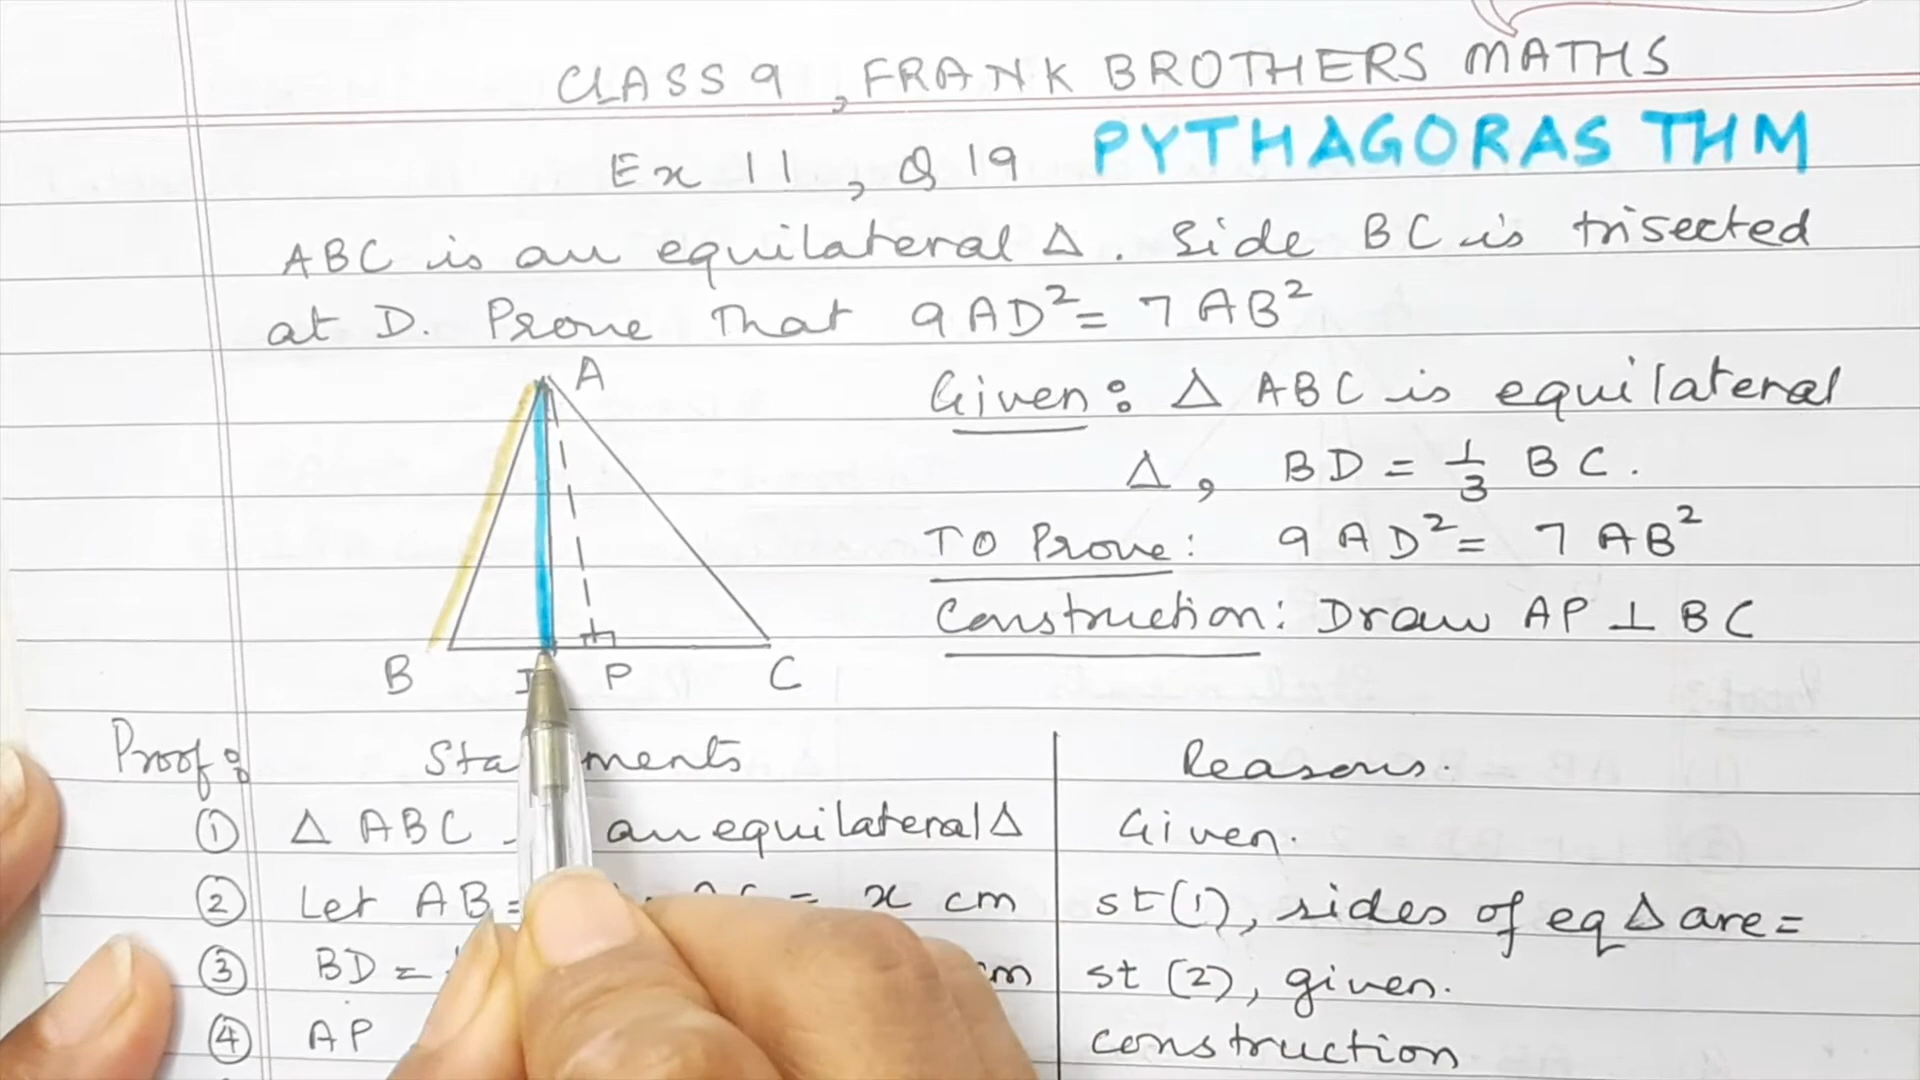 CLASS 9, FRANK BROTHERS MATHS
Ex 11, Q 19 PYTHAGORAS THM
ABC is an equilateral Δ. Side BC is trisected
at D. Prove that 9 AD² = 7 AB²
A
Given: Δ ABC is equilateral
Δ, BD = 1/3 BC.
To Prove: 9 AD² = 7 AB²
Construction: Draw AP ⊥ BC
B P C
Proof: Statements Reasons.
① Δ ABC an equilateral Δ Given.
② Let AB = = x cm st (1), sides of eq Δ are =
③ BD = cm st (2), given.
④ AP construction